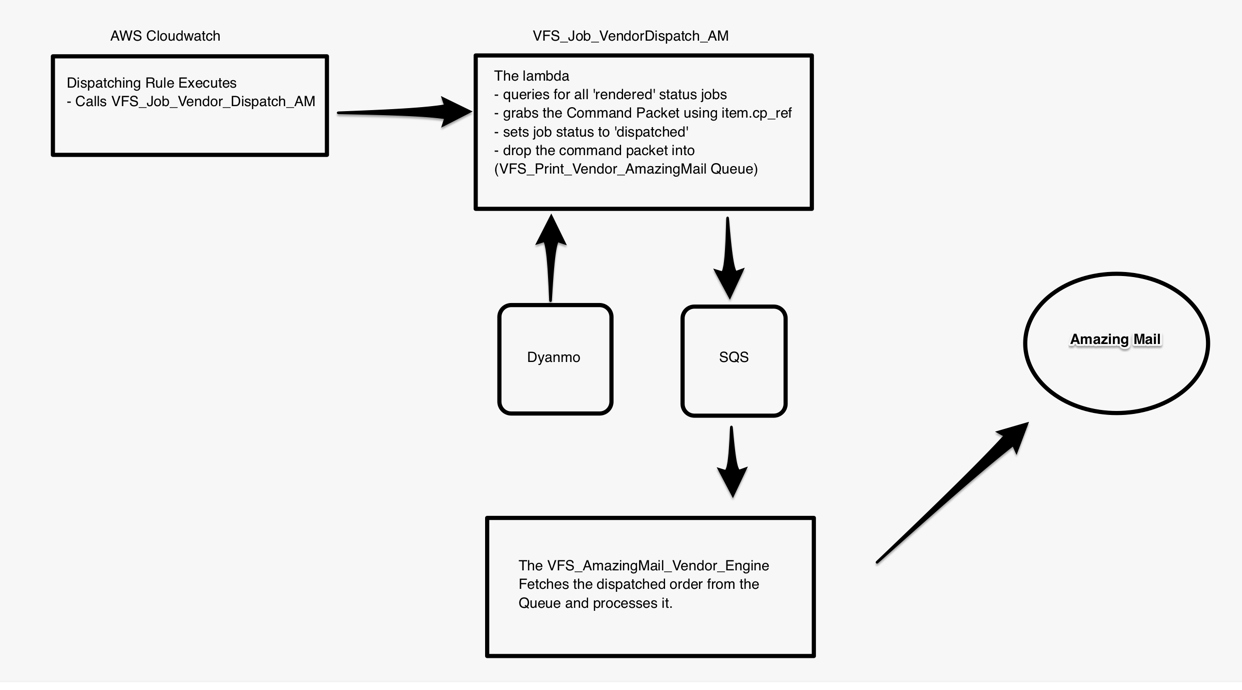 AWS Cloudwatch
Dispatching Rule Executes
- Calls VFS_Job_Vendor_Dispatch_AM
VFS_Job_VendorDispatch_AM
The lambda
- queries for all 'rendered' status jobs
- grabs the Command Packet using item.cp_ref
- sets job status to 'dispatched'
- drop the command packet into
(VFS_Print_Vendor_AmazingMail Queue)
Dyanmo
SQS
Amazing Mail
The VFS_AmazingMail_Vendor_Engine
Fetches the dispatched order from the
Queue and processes it.